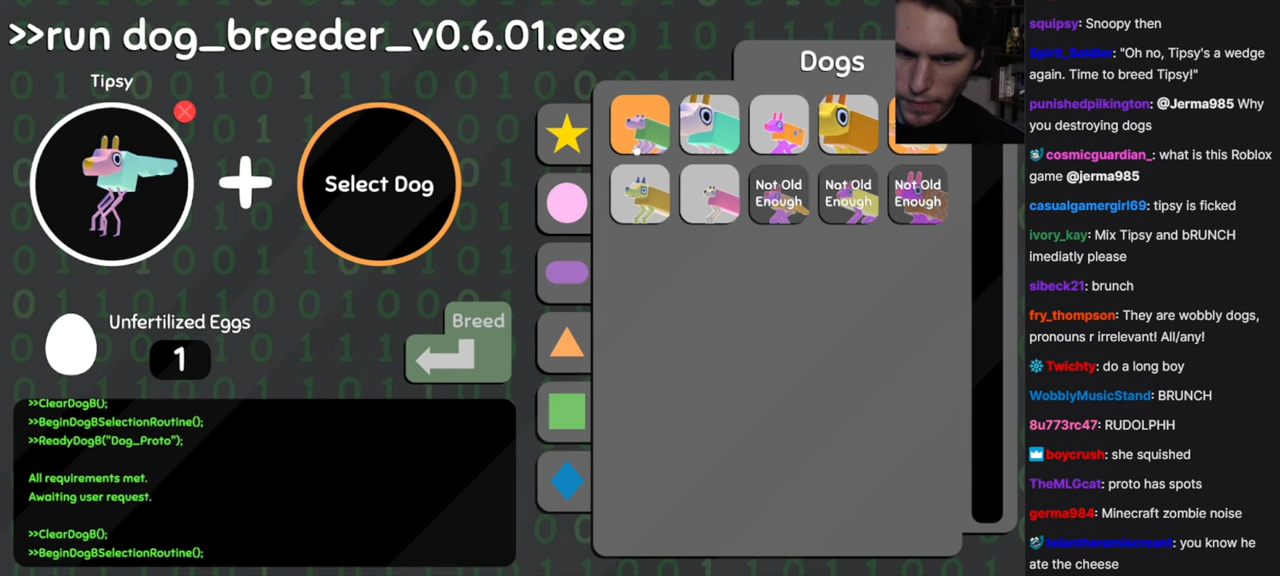 >>run dog_breeder_v0.6.01.exe
Tipsy
Select Dog
Unfertilized Eggs
1
Breed
>>ClearDogB();
>>BeginDogBSelectionRoutine();
>>ReadyDogB("Dog_Proto");
All requirements met.
Awaiting user request.
>>ClearDogB();
>>BeginDogBSelectionRoutine();
Dogs
Not Old
Enough
Not Old
Enough
Not Old
Enough
squipsy: Snoopy then
Spirit_Soldier: "Oh no, Tipsy's a wedge
again. Time to breed Tipsy!"
punishedpilkington: @Jerma985 Why
you destroying dogs
cosmicguardian_: what is this Roblox
game @jerma985
casualgamergirl69: tipsy is ficked
ivory_kay: Mix Tipsy and bRUNCH
imediatly please
sibeck21: brunch
fry_thompson: They are wobbly dogs,
pronouns r irrelevant! All/any!
Twichty: do a long boy
WobblyMusicStand: BRUNCH
8u773rc47: RUDOLPHH
boycrush: she squished
TheMLGcat: proto has spots
germa984: Minecraft zombie noise
: you know he
ate the cheese